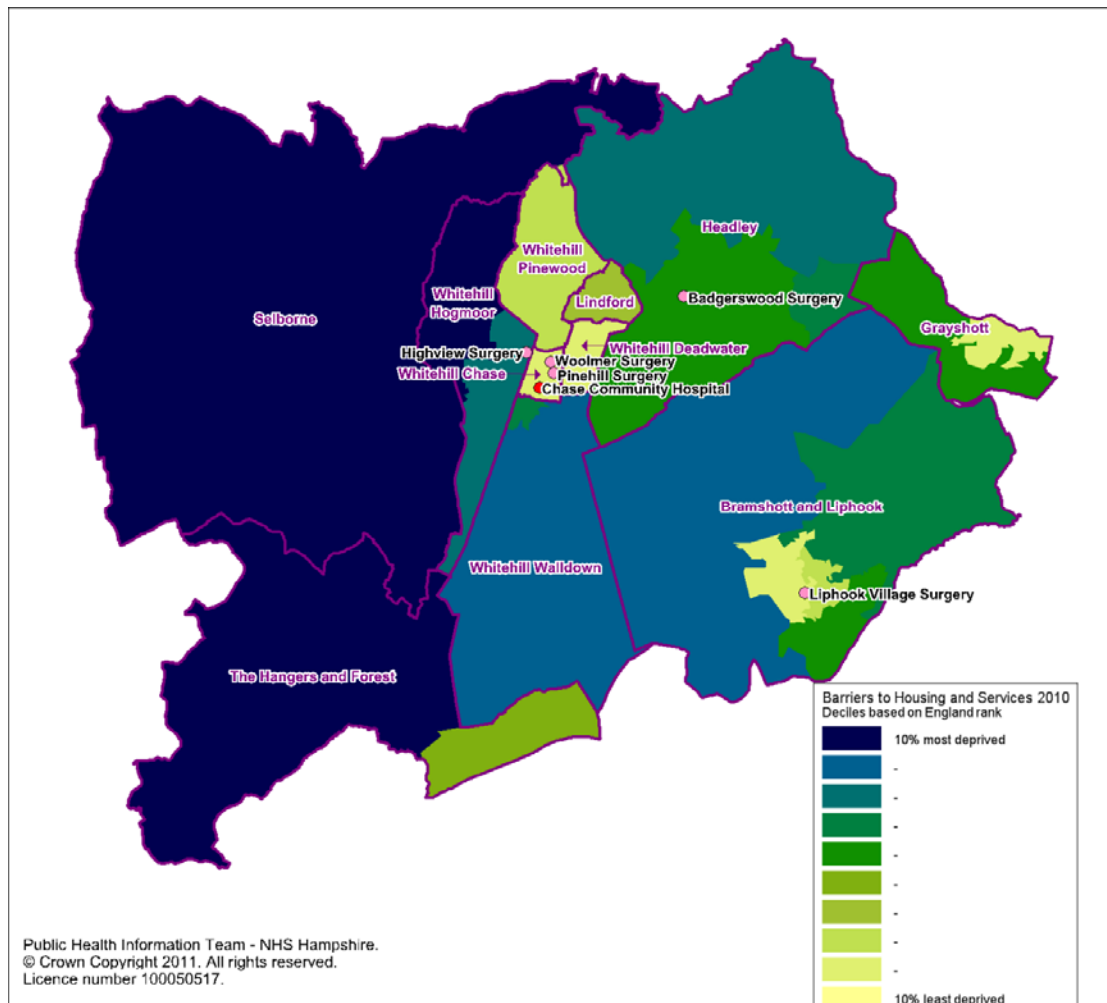 Headley
Whitehill
Pinewood
Whitehill
Hogmoor
Lindford
Badgerswood Surgery
Selborne
Grayshott
Whitehill Deadwater
Highview Surgery
Woolmer Surgery
Whitehill Chase
Pinehill Surgery
Chase Community Hospital
Bramshott and Liphook
Whitehill Walldown
Liphook Village Surgery
The Hangers and Forest
Barriers to Housing and Services 2010
Deciles based on England rank
10% most deprived
-
-
-
-
-
-
-
-
10% least deprived
Public Health Information Team - NHS Hampshire.
© Crown Copyright 2011. All rights reserved.
Licence number 100050517.